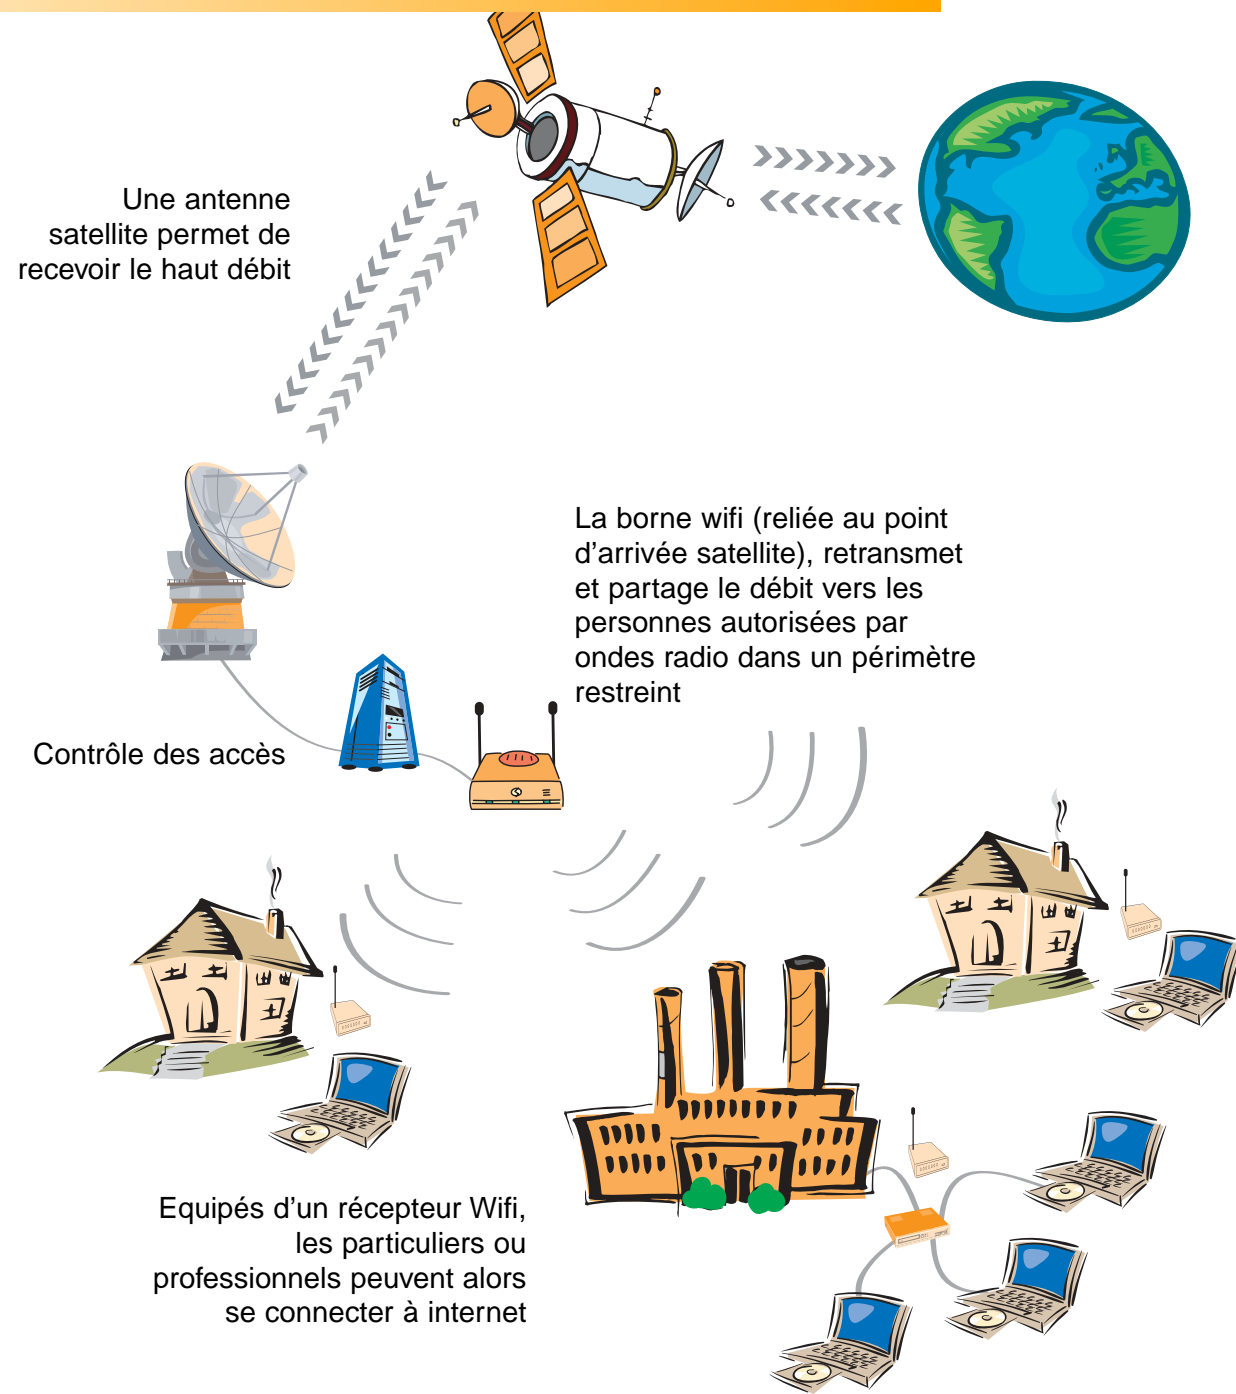 Une antenne
satellite permet de
recevoir le haut débit
La borne wifi (reliée au point
d'arrivée satellite), retransmet
et partage le débit vers les
personnes autorisées par
ondes radio dans un périmètre
restreint
Contrôle des accès
Equipés d'un récepteur Wifi,
les particuliers ou
professionnels peuvent alors
se connecter à internet